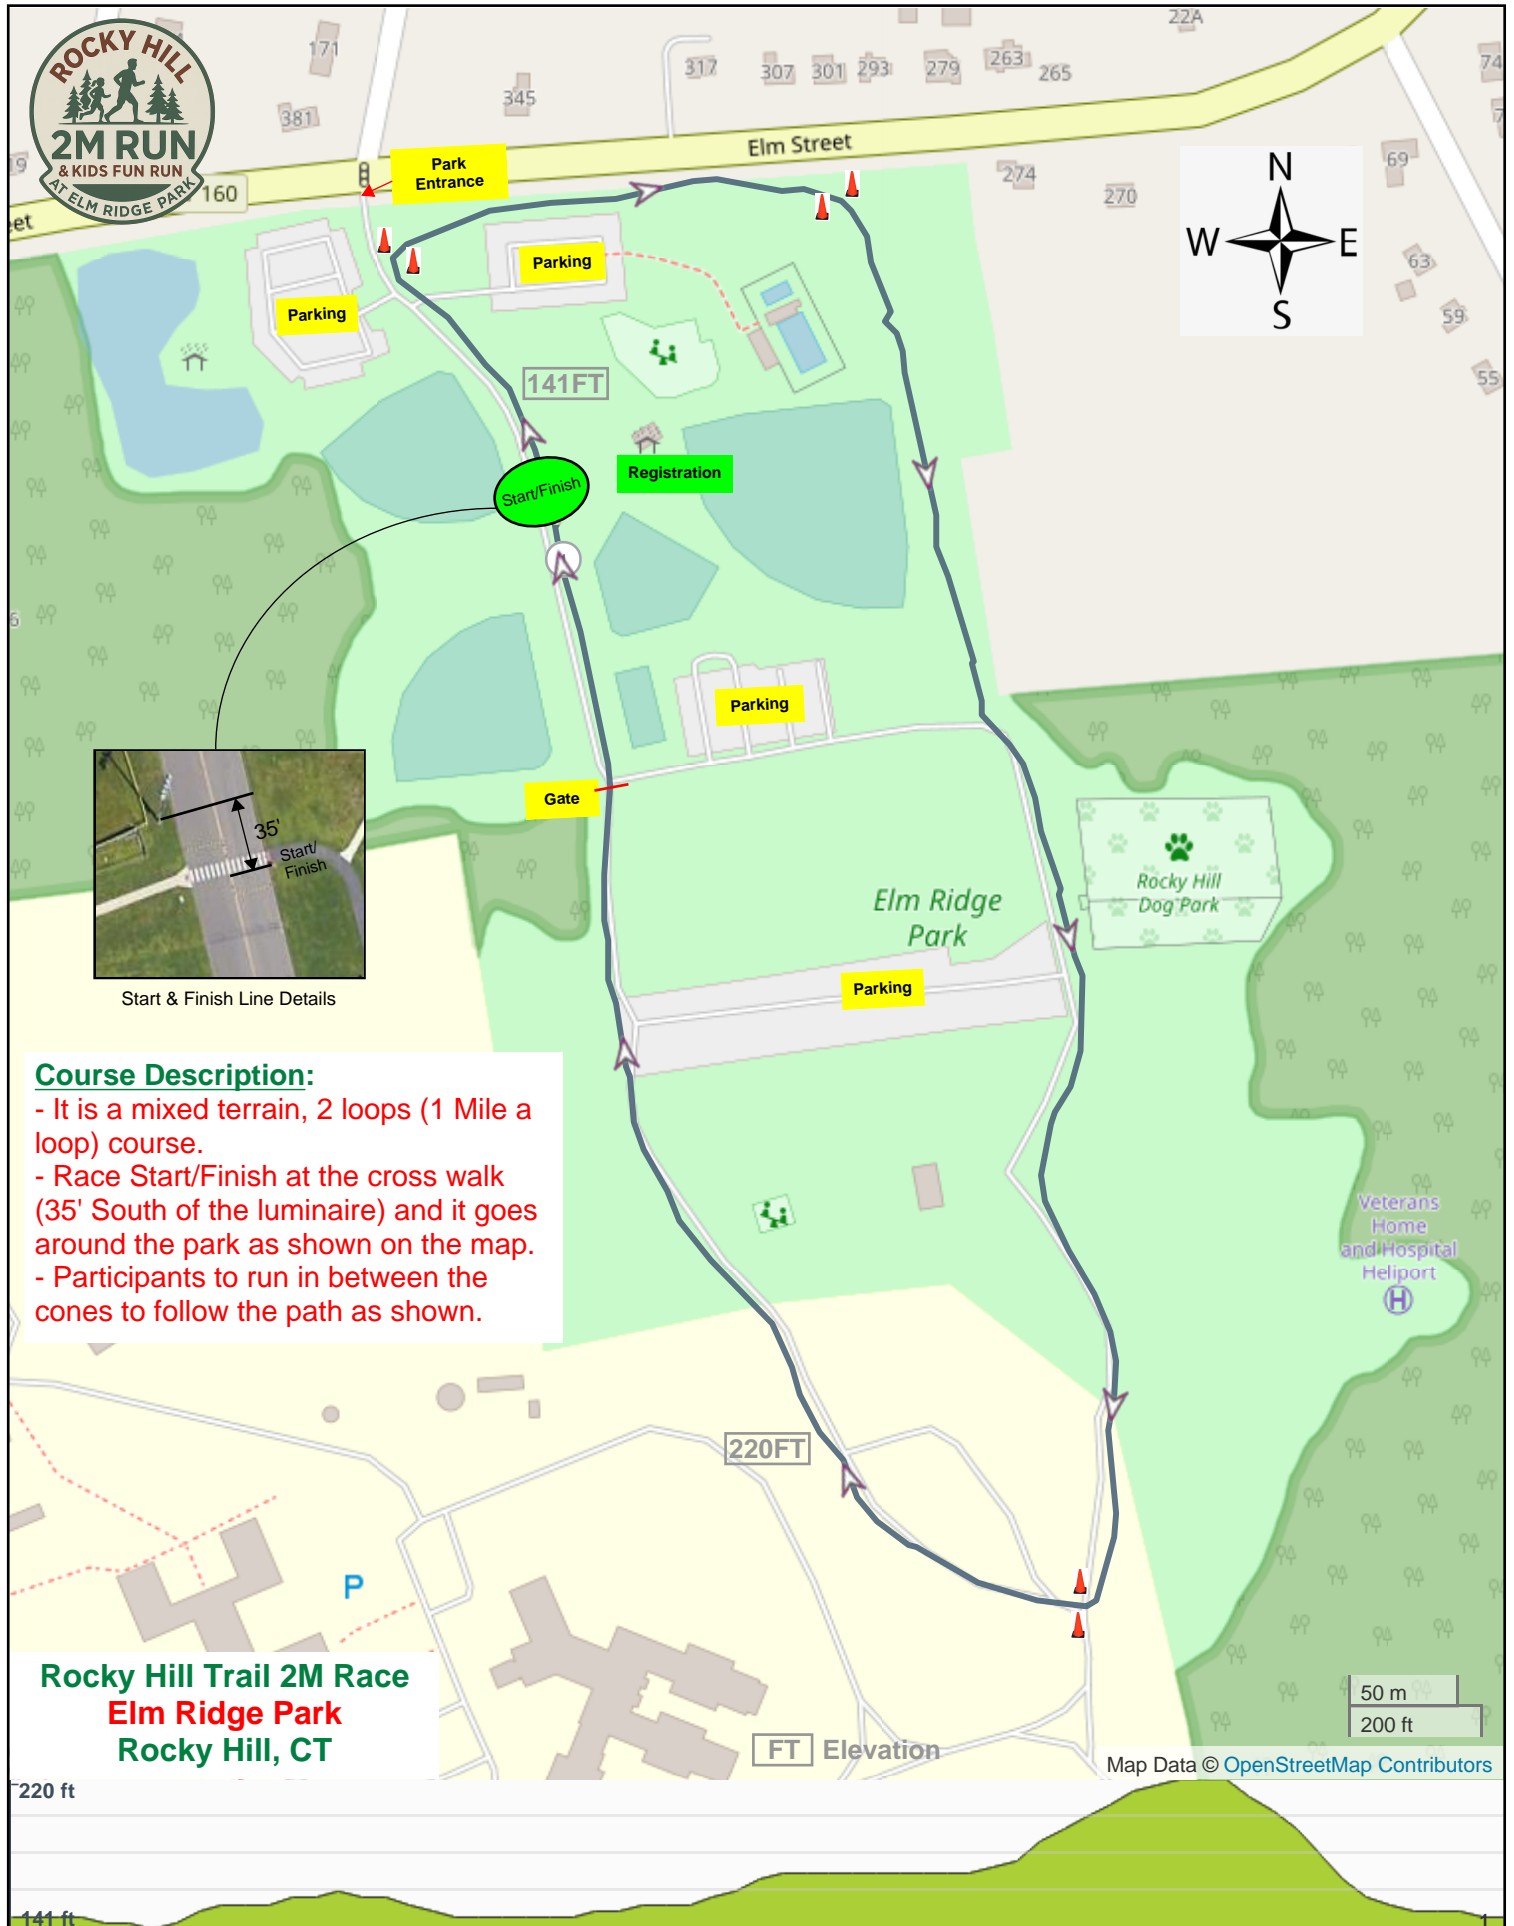 ROCKY HILL
2M RUN
& KIDS FUN RUN
AT ELM RIDGE PARK
171
381
345
317
307
301
293
279
263
265
22A
274
270
69
63
59
55
74
19
160
eet
Elm Street
Park
Entrance
N
W
E
S
Parking
Parking
141FT
Start/Finish
Registration
6
Parking
Gate
35'
Start/
Finish
Start & Finish Line Details
Rocky Hill
Dog Park
Elm Ridge
Park
Parking
Course Description:
- It is a mixed terrain, 2 loops (1 Mile a
loop) course.
- Race Start/Finish at the cross walk
(35' South of the luminaire) and it goes
around the park as shown on the map.
- Participants to run in between the
cones to follow the path as shown.
Veterans
Home
and Hospital
Heliport
H
220FT
P
Rocky Hill Trail 2M Race
Elm Ridge Park
Rocky Hill, CT
FT Elevation
50 m
200 ft
Map Data © OpenStreetMap Contributors
220 ft
141 ft
1